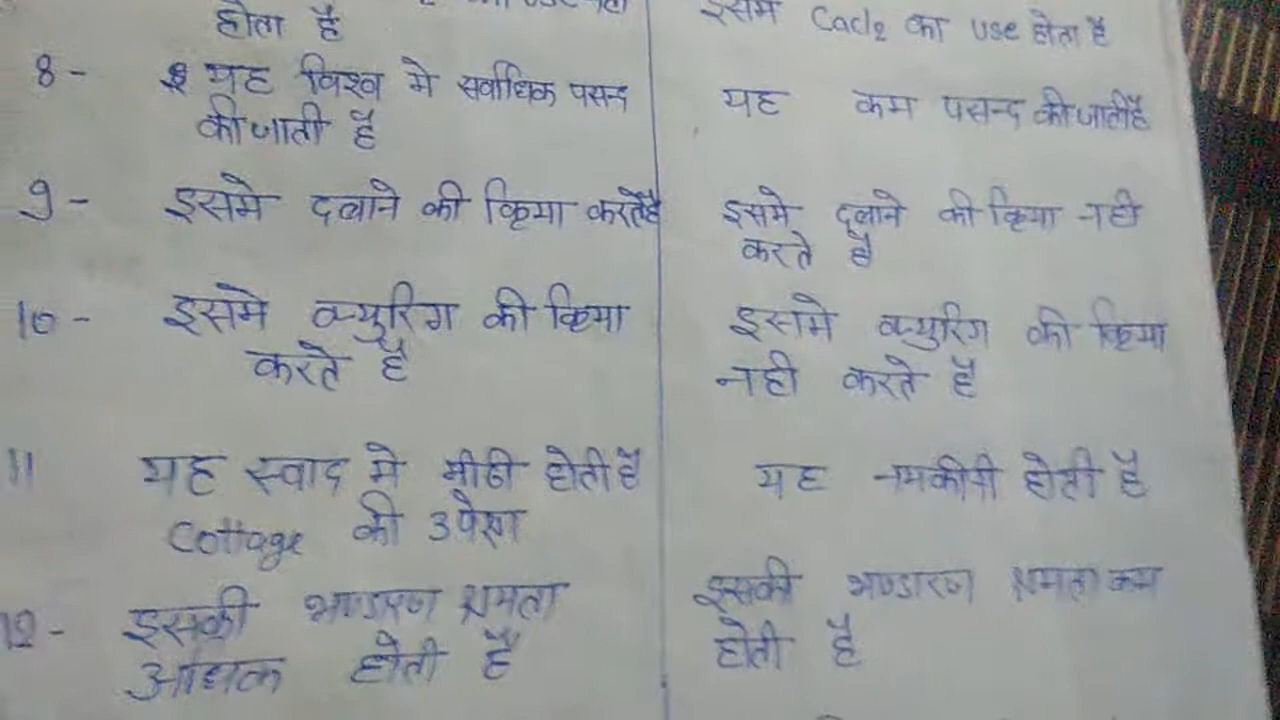 होता है
इसमे Cacl2 का use होता है
8 - यह विश्व मे सर्वाधिक पसन्द
की जाती है
यह कम पसन्द की जाती है
9 - इसमे दबाने की क्रिया करते है
इसमे दबाने की क्रिया नही
करते है
10 - इसमे क्युरिंग की क्रिया
करते है
इसमे क्युरिग की क्रिया
नही करते है
11 यह स्वाद मे मीठी होती है
Cottage की उपेक्षा
यह नमकीनी होती है
12 - इसकी भण्डारण क्षमता
अधिक होती है
इसकी भण्डारण क्षमता कम
होती है